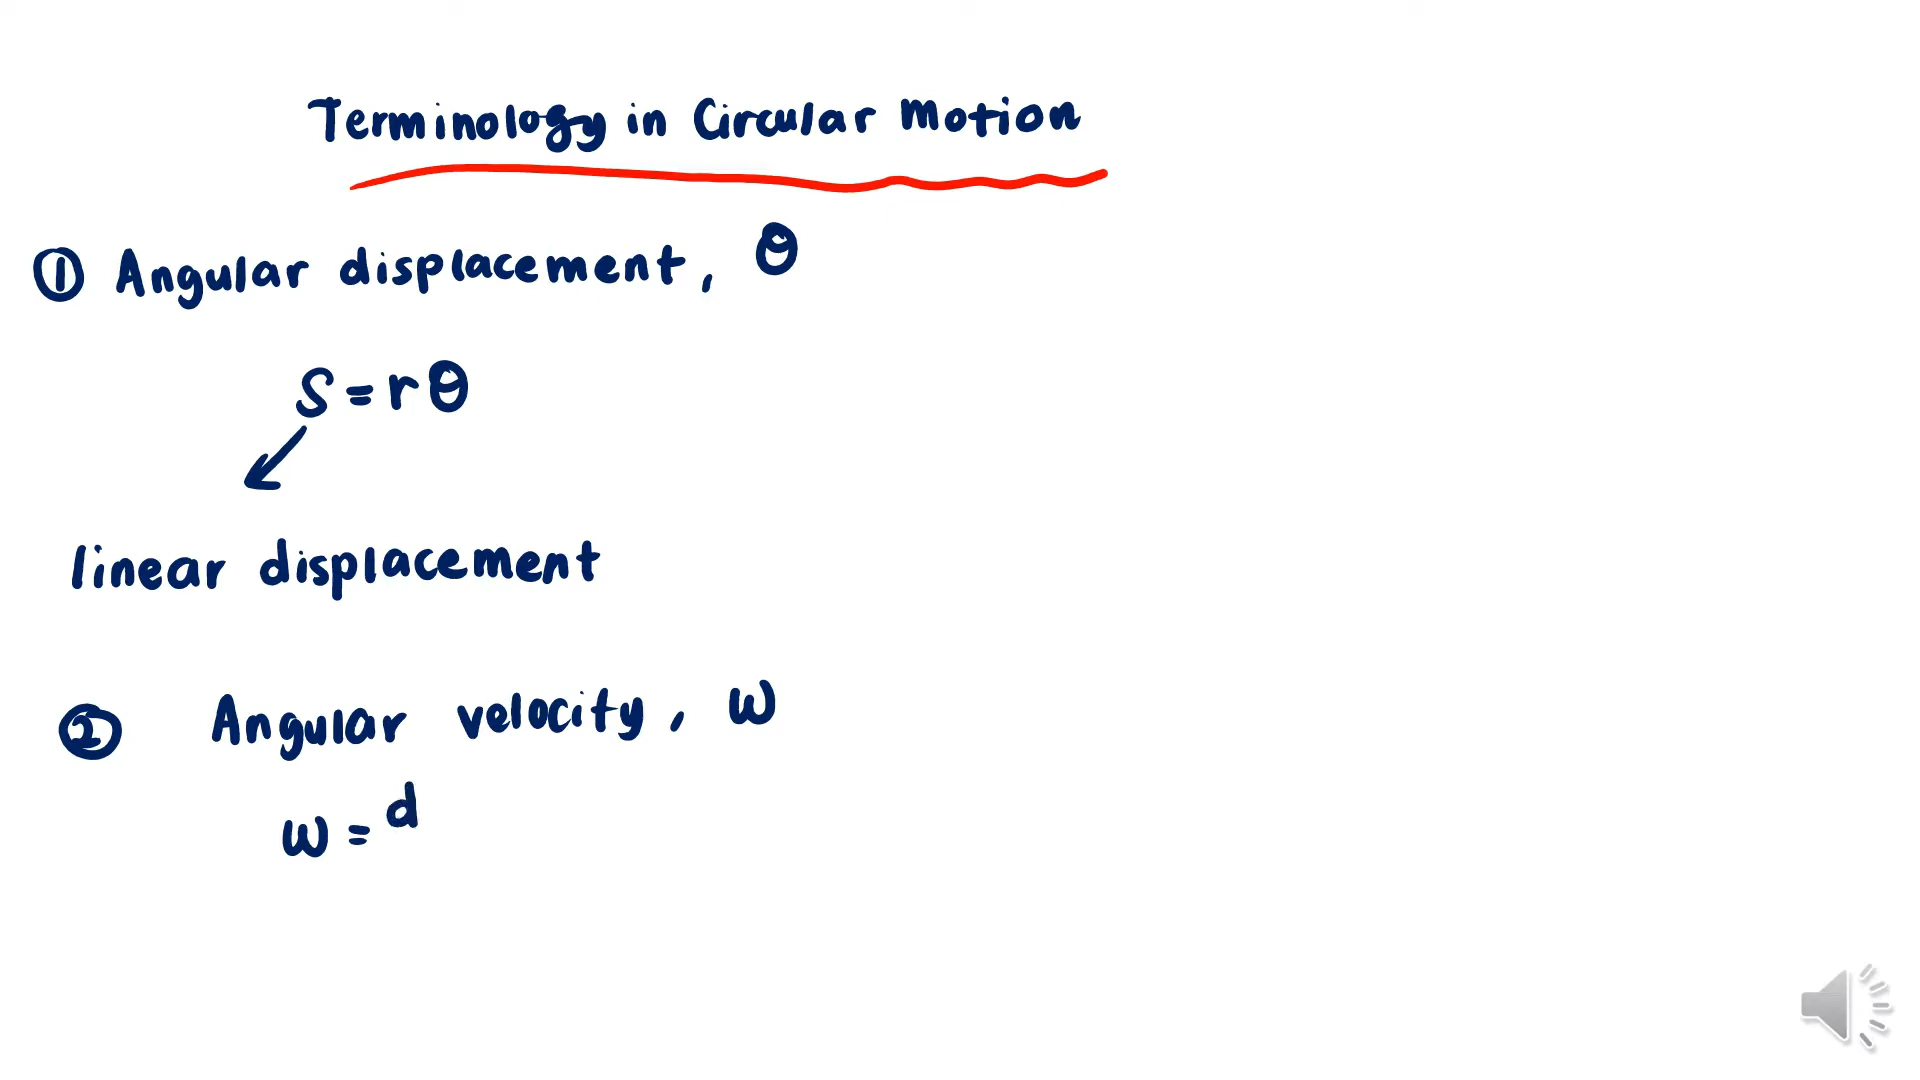 Terminology in Circular Motion
① Angular displacement, θ
S = rθ
linear displacement
② Angular velocity, ω
ω = d